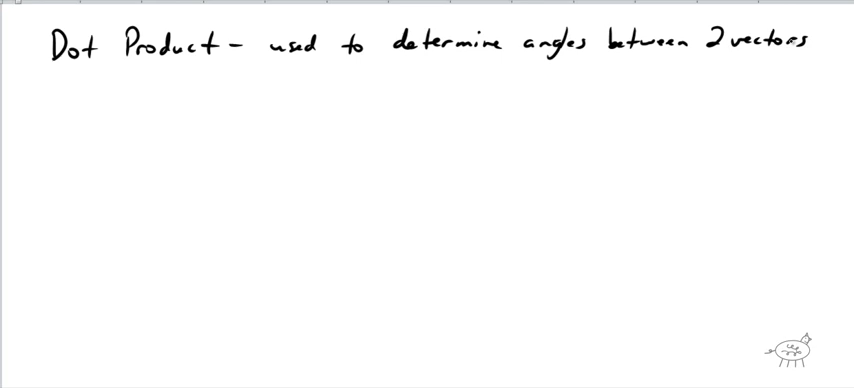 Dot Product - used to determine angles between 2 vectors